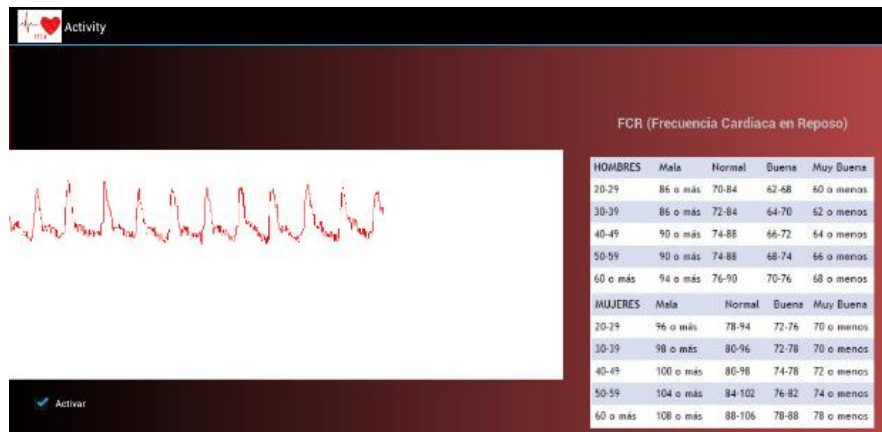 Activity
FCR (Frecuencia Cardiaca en Reposo)
HOMBRES Mala Normal Buena Muy Buena
20-29 86 o más 70-84 62-68 60 o menos
30-39 86 o más 72-84 64-70 62 o menos
40-49 90 o más 74-88 66-72 64 o menos
50-59 90 o más 74-88 68-74 66 o menos
60 o más 94 o más 76-90 70-76 68 o menos
MUJERES Mala Normal Buena Muy Buena
20-29 96 o más 78-94 72-76 70 o menos
30-39 98 o más 80-96 72-78 70 o menos
40-49 100 o más 80-98 74-78 72 o menos
50-59 104 o más 84-102 76-82 74 o menos
60 o más 108 o más 88-106 78-88 78 o menos
Activar